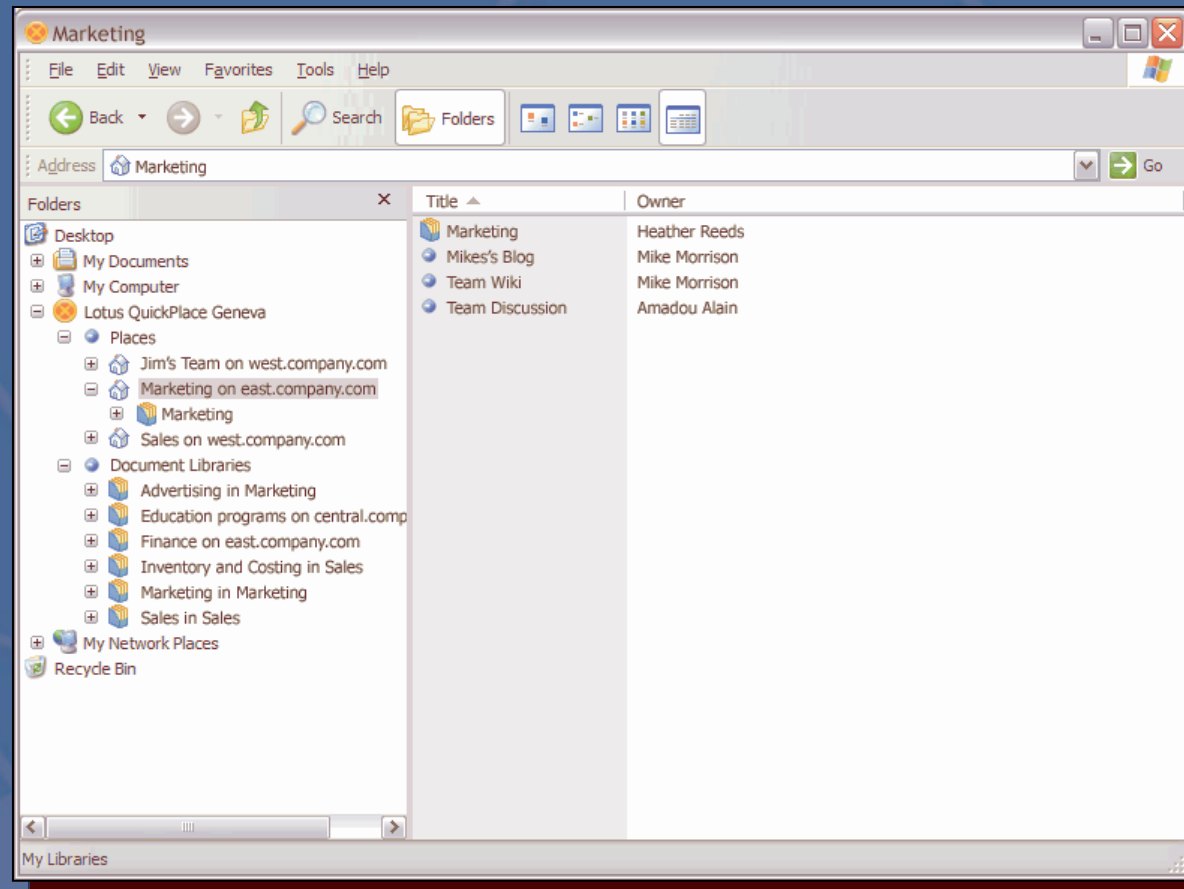 Marketing
File Edit View Favorites Tools Help
Back Search Folders
Address Marketing Go
Folders
Desktop
My Documents
My Computer
Lotus QuickPlace Geneva
Places
Jim's Team on west.company.com
Marketing on east.company.com
Marketing
Sales on west.company.com
Document Libraries
Advertising in Marketing
Education programs on central.comp
Finance on east.company.com
Inventory and Costing in Sales
Marketing in Marketing
Sales in Sales
My Network Places
Recycle Bin
Title Owner
Marketing Heather Reeds
Mikes's Blog Mike Morrison
Team Wiki Mike Morrison
Team Discussion Amadou Alain
My Libraries